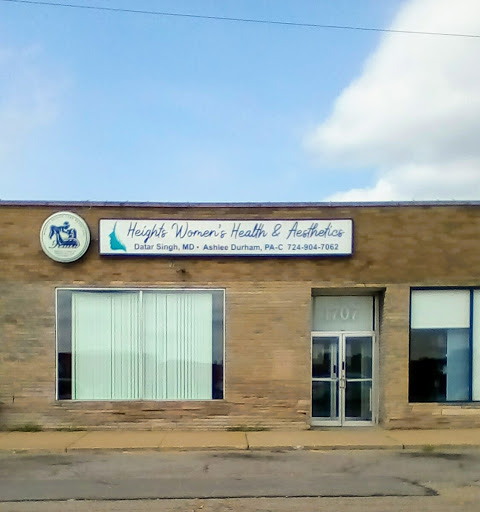 Heights Women's Health & Aesthetics
Datar Singh, MD • Ashlee Durham, PA-C 724-904-7062
1707